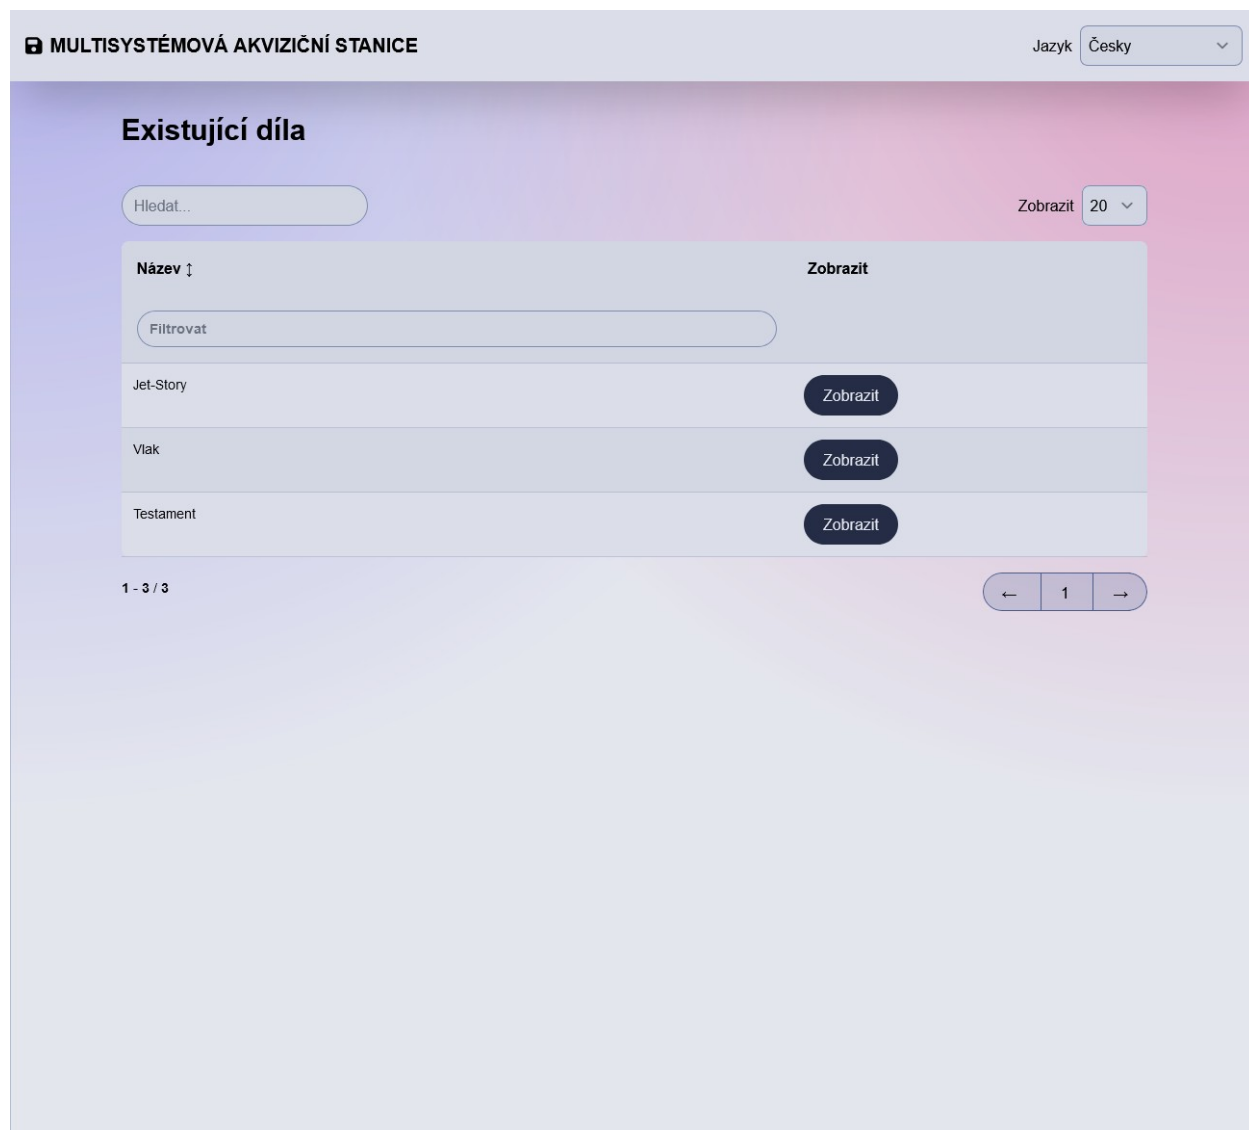 MULTISYSTÉMOVÁ AKVIZIČNÍ STANICE
Jazyk Česky
Existující díla
Hledat...
Zobrazit 20
Název ↕ Zobrazit
Filtrovat
Jet-Story Zobrazit
Vlak Zobrazit
Testament Zobrazit
1 - 3 / 3
← 1 →